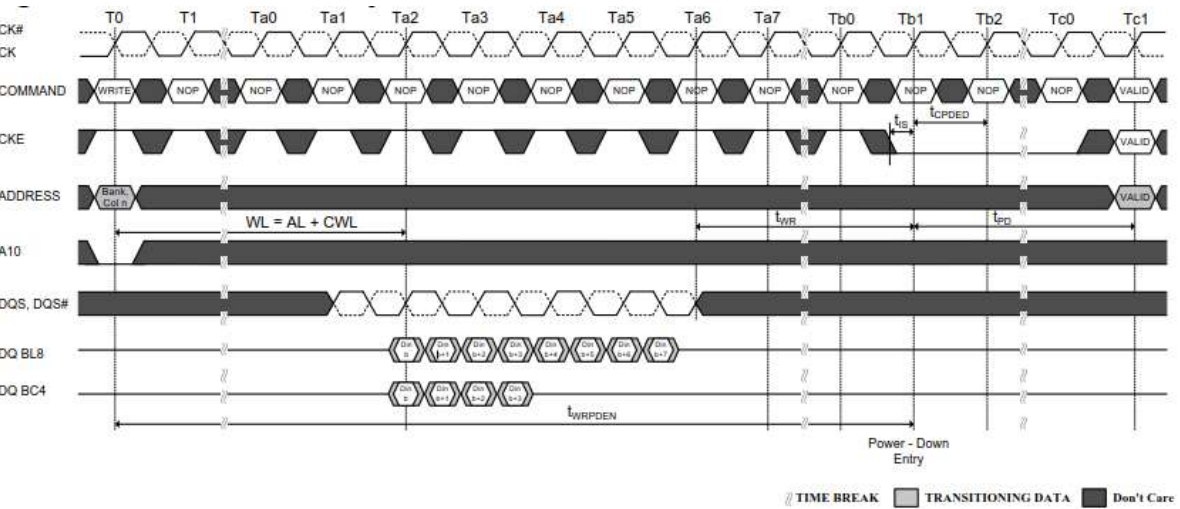 T0 T1 Ta0 Ta1 Ta2 Ta3 Ta4 Ta5 Ta6 Ta7 Tb0 Tb1 Tb2 Tc0 Tc1
CK#
CK
COMMAND WRITE NOP NOP NOP NOP NOP NOP NOP NOP NOP NOP NOP NOP NOP VALID
tIS tCPDED
CKE VALID
ADDRESS Bank, Col n VALID
WL = AL + CWL tWR tPD
A10
DQS, DQS#
DQ BL8 Din b Din b+1 Din b+2 Din b+3 Din b+4 Din b+5 Din b+6 Din b+7
DQ BC4 Din b Din b+1 Din b+2 Din b+3
tWRPDEN
Power - Down
Entry
TIME BREAK TRANSITIONING DATA Don't Care